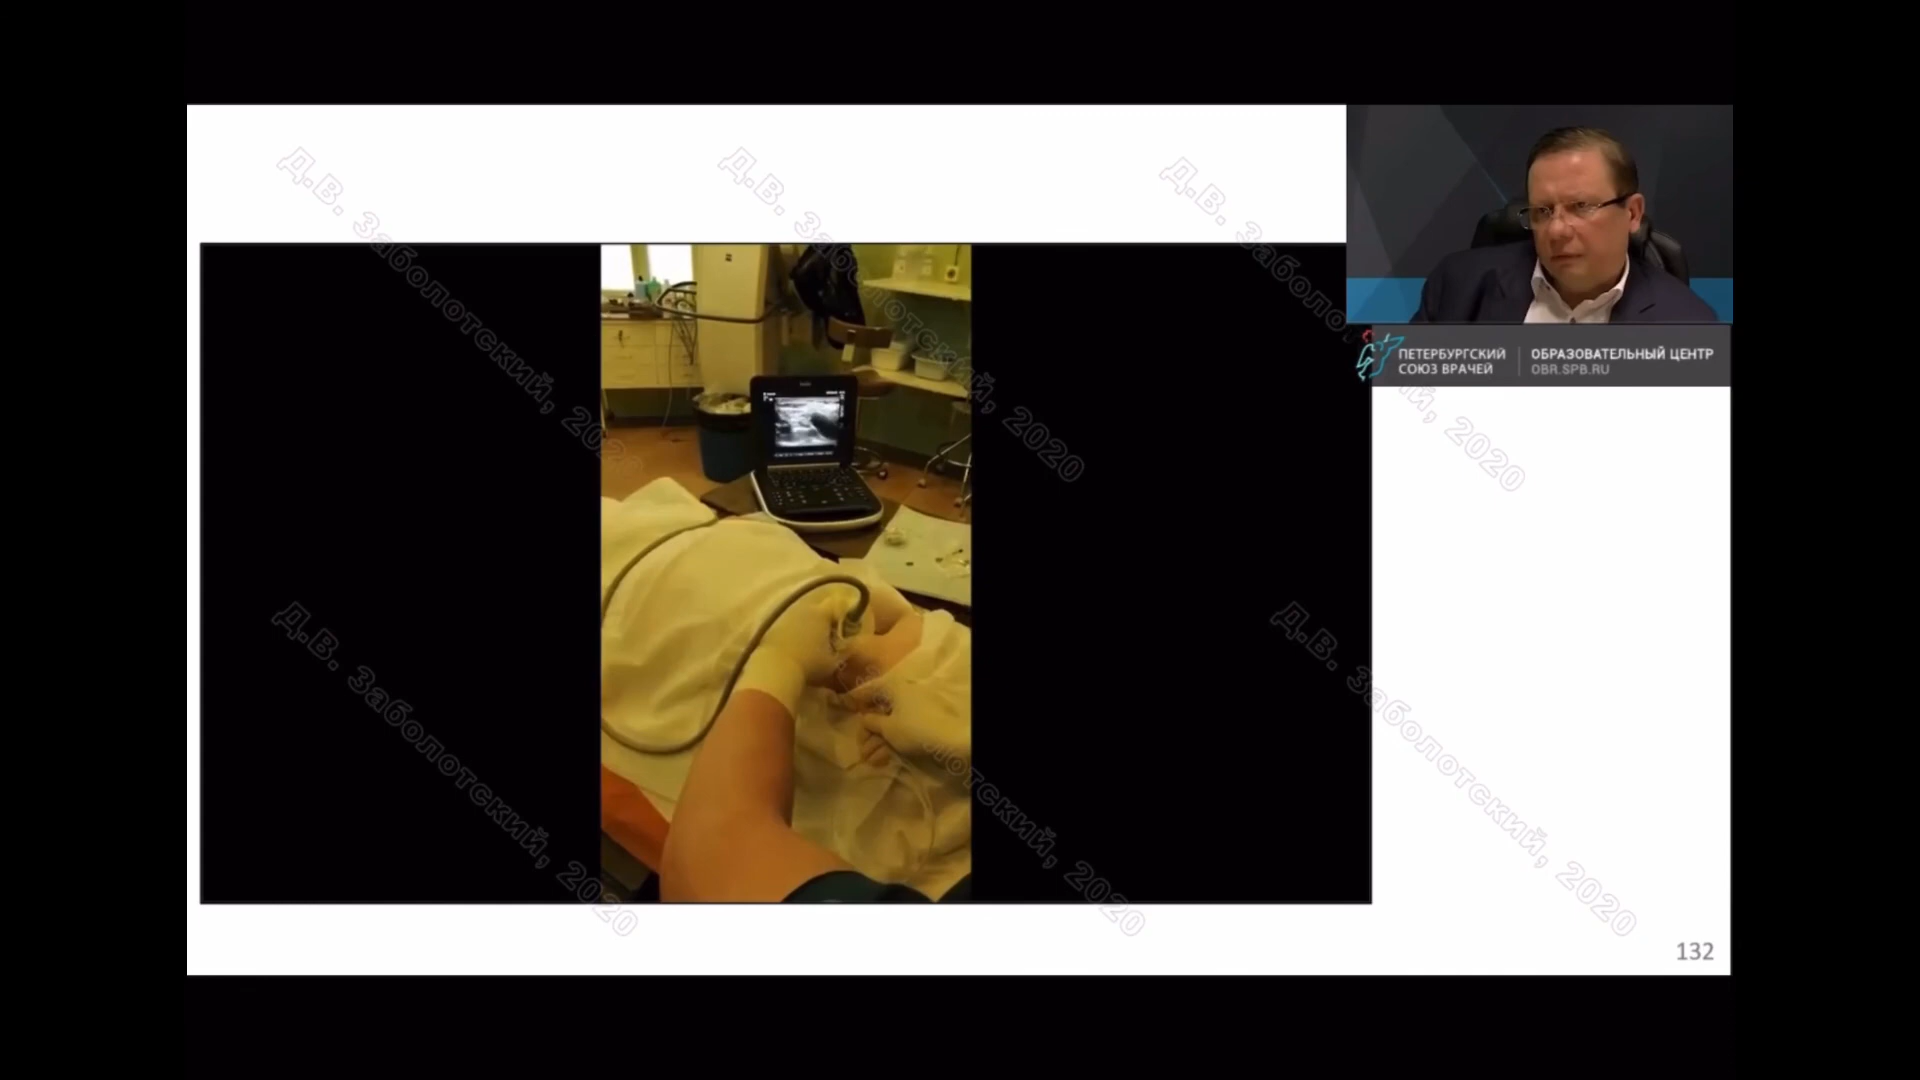 Д.В. Заболотский, 2020
Д.В. Заболотский, 2020
Д.В. Заболотский, 2020
ПЕТЕРБУРГСКИЙ
СОЮЗ ВРАЧЕЙ
ОБРАЗОВАТЕЛЬНЫЙ ЦЕНТР
OBR.SPB.RU
Д.В. Заболотский, 2020
лотский, 2020
Д.В. Заболотский, 2020
132